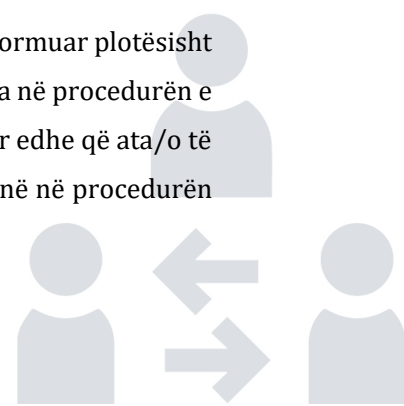 ormuar plotësisht
a në procedurën e
r edhe që ata/o të
në në procedurën